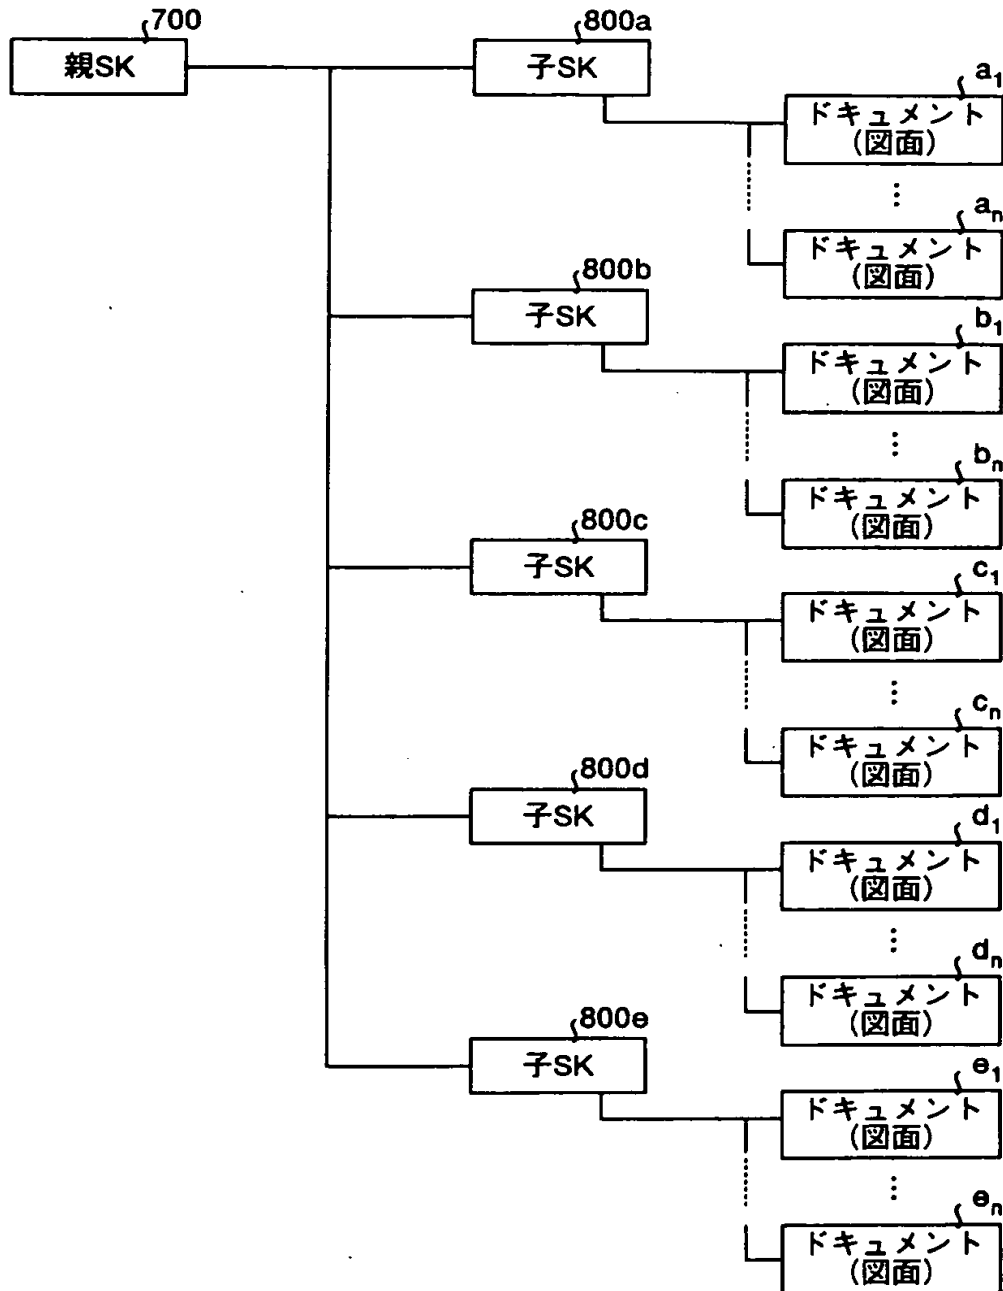 700
親SK
800a
子SK
a1
ドキュメント
(図面)
⋮
an
ドキュメント
(図面)
800b
子SK
b1
ドキュメント
(図面)
⋮
bn
ドキュメント
(図面)
800c
子SK
c1
ドキュメント
(図面)
⋮
cn
ドキュメント
(図面)
800d
子SK
d1
ドキュメント
(図面)
⋮
dn
ドキュメント
(図面)
800e
子SK
e1
ドキュメント
(図面)
⋮
en
ドキュメント
(図面)